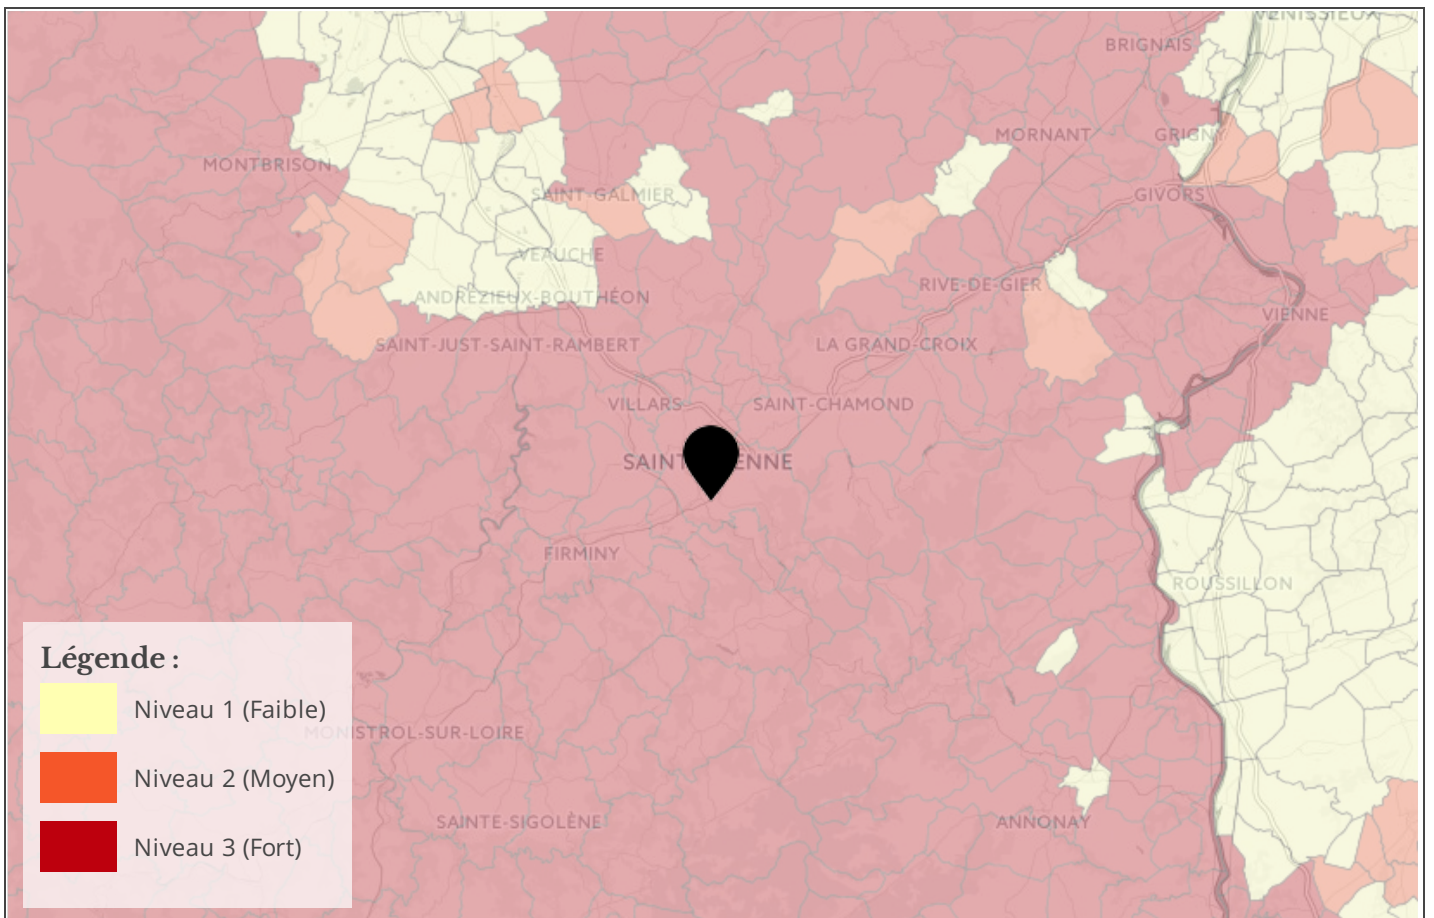 VÉNISSIEUX
BRIGNAIS
MORNANT
GRIGNY
MONTBRISON
SAINT-GALMIER
GIVORS
VEAUCHE
RIVE-DE-GIER
ANDRÉZIEUX-BOUTHÉON
VIENNE
SAINT-JUST-SAINT-RAMBERT
LA GRAND-CROIX
VILLARS
SAINT-CHAMOND
SAINT ENNE
FIRMINY
ROUSSILLON
Légende :
Niveau 1 (Faible)
MONISTROL-SUR-LOIRE
Niveau 2 (Moyen)
SAINTE-SIGOLÈNE
ANNONAY
Niveau 3 (Fort)